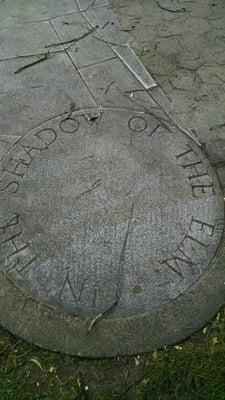 IN THE SHADOW OF THE ELM